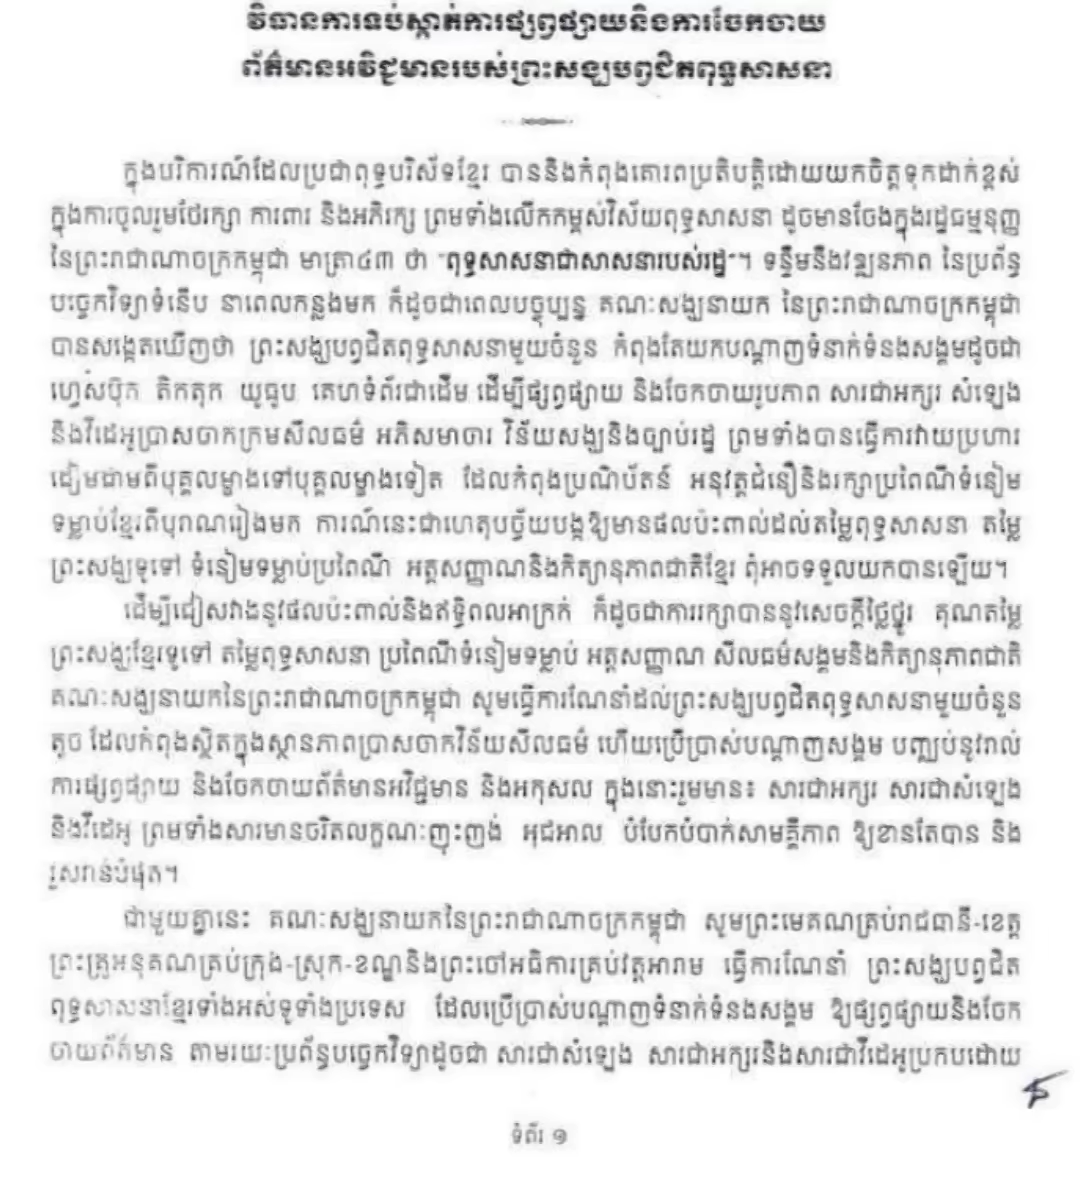 វិធានការទប់ស្កាត់ការផ្សព្វផ្សាយនិងការចែកចាយ
ព័ត៌មានអវិជ្ជមានរបស់ព្រះសង្ឃបព្វជិតពុទ្ធសាសនា
ក្នុងបរិការណ៍ដែលប្រជាពុទ្ធបរិស័ទខ្មែរ បាននិងកំពុងគោរពប្រតិបត្តិដោយយកចិត្តទុកដាក់ខ្ពស់
ក្នុងការចូលរួមថែរក្សា ការពារ និងអភិរក្ស ព្រមទាំងលើកកម្ពស់វិស័យពុទ្ធសាសនា ដូចមានចែងក្នុងរដ្ឋធម្មនុញ្ញ
នៃព្រះរាជាណាចក្រកម្ពុជា មាត្រា៤៣ ថា "ពុទ្ធសាសនាជាសាសនារបស់រដ្ឋ"។ ទន្ទឹមនឹងវឌ្ឍនភាព នៃប្រព័ន្ធ
បច្ចេកវិទ្យាទំនើប នាពេលកន្លងមក ក៏ដូចជាពេលបច្ចុប្បន្ន គណៈសង្ឃនាយក នៃព្រះរាជាណាចក្រកម្ពុជា
បានសង្កេតឃើញថា ព្រះសង្ឃបព្វជិតពុទ្ធសាសនាមួយចំនួន កំពុងតែយកបណ្តាញទំនាក់ទំនងសង្គមដូចជា
ហ្វេសប៊ុក តិកតុក យូធូប គេហទំព័រជាដើម ដើម្បីផ្សព្វផ្សាយ និងចែកចាយរូបភាព សារជាអក្សរ សំឡេង
និងវីដេអូប្រាសចាកក្រមសីលធម៌ អភិសមាចារ វិន័យសង្ឃនិងច្បាប់រដ្ឋ ព្រមទាំងបានធ្វើការវាយប្រហារ
ដៀមដាមពីបុគ្គលម្ខាងទៅបុគ្គលម្ខាងទៀត ដែលកំពុងប្រណិប័តន៍ អនុវត្តជំនឿនិងរក្សាប្រពៃណីទំនៀម
ទម្លាប់ខ្មែរពីបុរាណរៀងមក ការណ៍នេះជាហេតុបច្ច័យបង្កឱ្យមានផលប៉ះពាល់ដល់តម្លៃពុទ្ធសាសនា តម្លៃ
ព្រះសង្ឃទូទៅ ទំនៀមទម្លាប់ប្រពៃណី អត្តសញ្ញាណនិងកិត្យានុភាពជាតិខ្មែរ ពុំអាចទទួលយកបានឡើយ។
ដើម្បីជៀសវាងនូវផលប៉ះពាល់និងឥទ្ធិពលអាក្រក់ ក៏ដូចជាការរក្សាបាននូវសេចក្តីថ្លៃថ្នូរ គុណតម្លៃ
ព្រះសង្ឃខ្មែរទូទៅ តម្លៃពុទ្ធសាសនា ប្រពៃណីទំនៀមទម្លាប់ អត្តសញ្ញាណ សីលធម៌សង្គមនិងកិត្យានុភាពជាតិ
គណៈសង្ឃនាយកនៃព្រះរាជាណាចក្រកម្ពុជា សូមធ្វើការណែនាំដល់ព្រះសង្ឃបព្វជិតពុទ្ធសាសនាមួយចំនួន
តូច ដែលកំពុងស្ថិតក្នុងស្ថានភាពប្រាសចាកវិន័យសីលធម៌ ហើយប្រើប្រាស់បណ្តាញសង្គម បញ្ឈប់នូវរាល់
ការផ្សព្វផ្សាយ និងចែកចាយព័ត៌មានអវិជ្ជមាន និងអកុសល ក្នុងនោះរួមមាន៖ សារជាអក្សរ សារជាសំឡេង
និងវីដេអូ ព្រមទាំងសារមានចរិតលក្ខណៈញុះញង់ អុជអាល បំបែកបំបាក់សាមគ្គីភាព ឱ្យខានតែបាន និង
រួសរាន់បំផុត។
ជាមួយគ្នានេះ គណៈសង្ឃនាយកនៃព្រះរាជាណាចក្រកម្ពុជា សូមព្រះមេគណគ្រប់រាជធានី-ខេត្ត
ព្រះគ្រូអនុគណគ្រប់ក្រុង-ស្រុក-ខណ្ឌនិងព្រះចៅអធិការគ្រប់វត្តអារាម ធ្វើការណែនាំ ព្រះសង្ឃបព្វជិត
ពុទ្ធសាសនាខ្មែរទាំងអស់ទូទាំងប្រទេស ដែលប្រើប្រាស់បណ្តាញទំនាក់ទំនងសង្គម ឱ្យផ្សព្វផ្សាយនិងចែក
ចាយព័ត៌មាន តាមរយៈប្រព័ន្ធបច្ចេកវិទ្យាដូចជា សារជាសំឡេង សារជាអក្សរនិងសារជាវីដេអូប្រកបដោយ
ទំព័រ ១